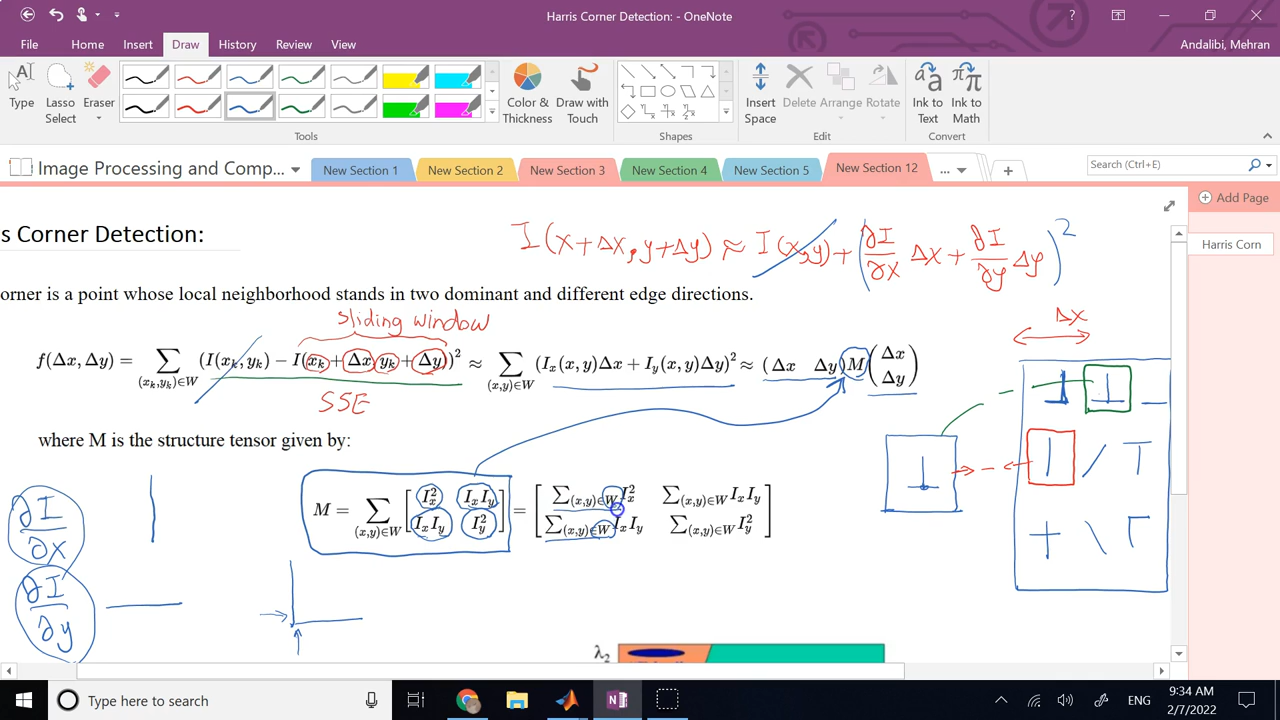 Harris Corner Detection: - OneNote
?
Andalibi, Mehran
File Home Insert Draw History Review View
Type Lasso Select Eraser Color & Thickness Draw with Touch Insert Space Delete Arrange Rotate Ink to Text Ink to Math
Tools Shapes Edit Convert
Image Processing and Comp... New Section 1 New Section 2 New Section 3 New Section 4 New Section 5 New Section 12 ... Search (Ctrl+E)
Add Page
Harris Corn
s Corner Detection:
I(x+Δx, y+Δy) ≈ I(x,y) + (∂I/∂x Δx + ∂I/∂y Δy)²
orner is a point whose local neighborhood stands in two dominant and different edge directions.
Sliding window
Δx
f(Δx, Δy) = ∑_{(x_k,y_k)∈W} (I(x_k, y_k) − I(x_k + Δx, y_k + Δy))² ≈ ∑_{(x,y)∈W} (I_x(x,y)Δx + I_y(x,y)Δy)² ≈ (Δx Δy) M (Δx Δy)
SSE
where M is the structure tensor given by:
M = ∑_{(x,y)∈W} [I_x² I_xI_y; I_xI_y I_y²] = [∑_{(x,y)∈W} I_x² ∑_{(x,y)∈W} I_xI_y; ∑_{(x,y)∈W} I_xI_y ∑_{(x,y)∈W} I_y²]
∂I/∂x
∂I/∂y
λ₂
Type here to search
ENG
9:34 AM
2/7/2022